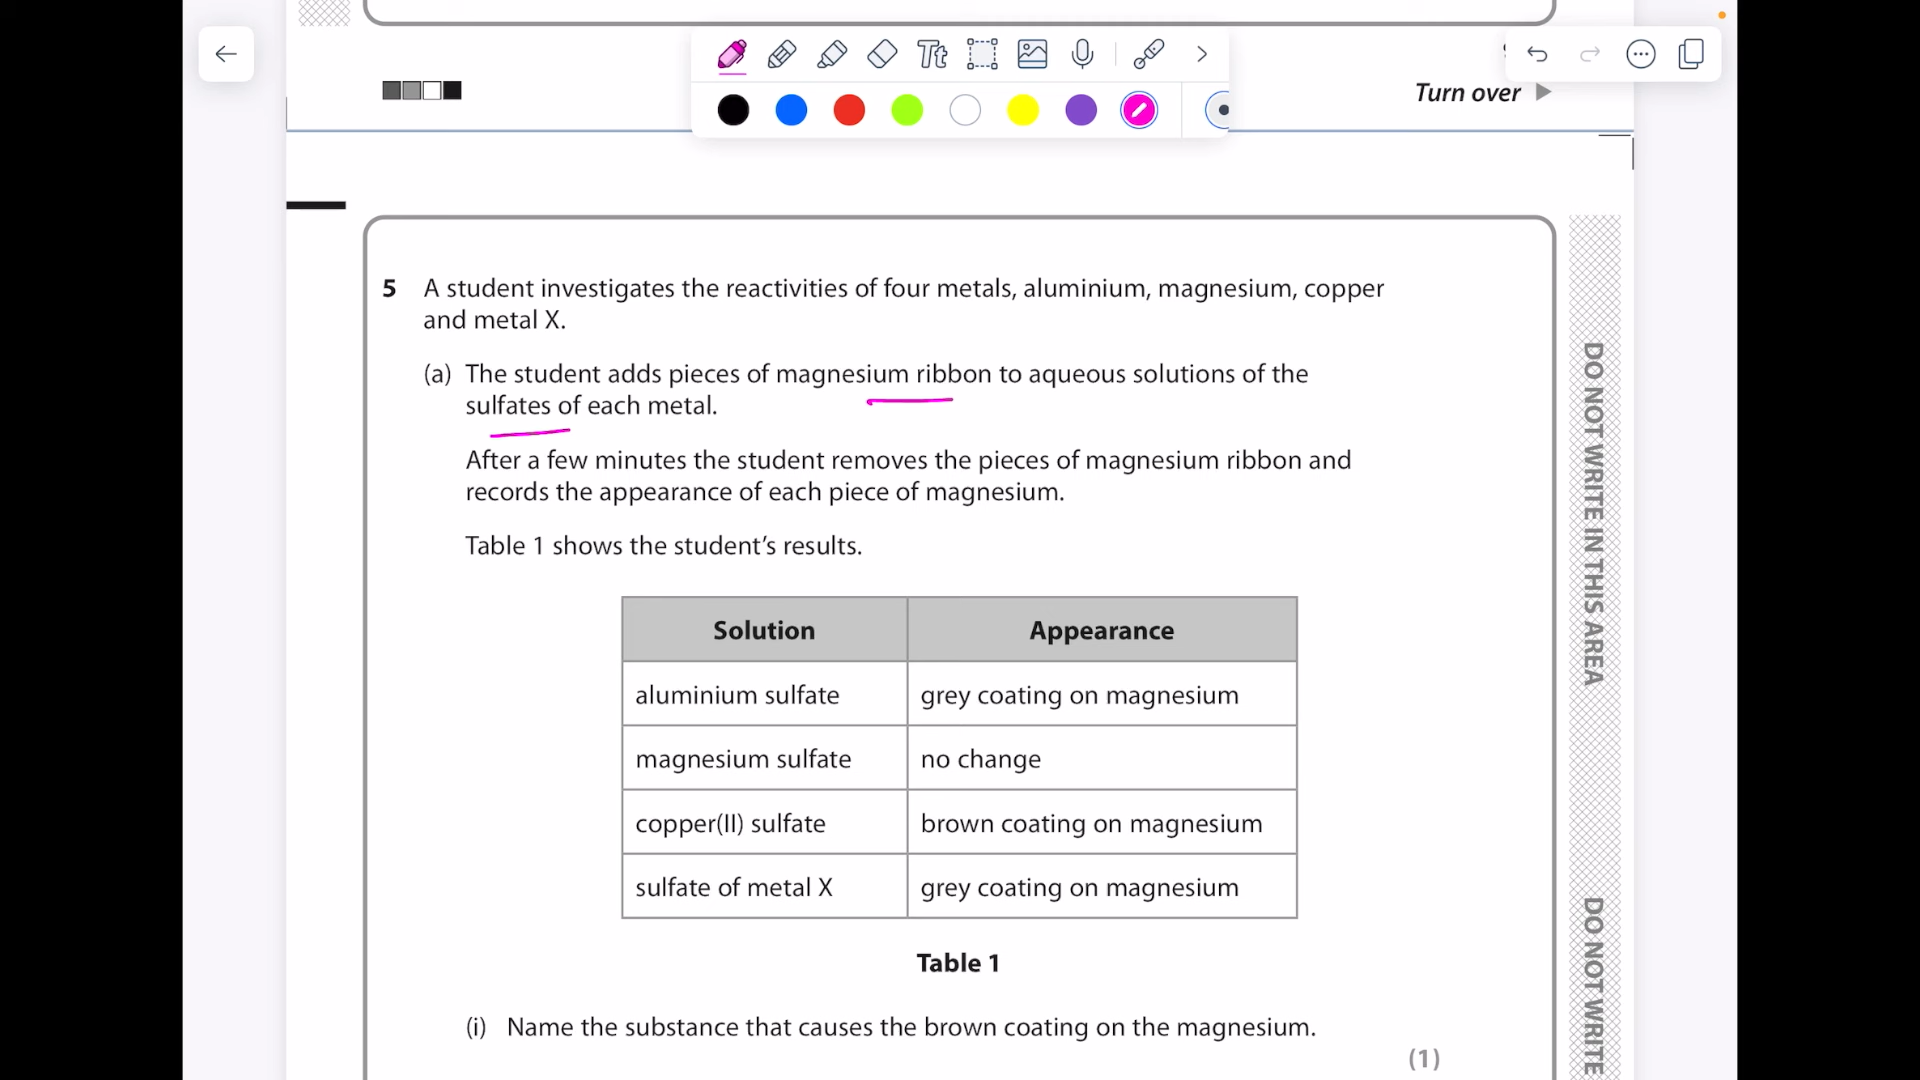 Tt
Turn over
5 A student investigates the reactivities of four metals, aluminium, magnesium, copper
and metal X.
(a) The student adds pieces of magnesium ribbon to aqueous solutions of the
sulfates of each metal.
After a few minutes the student removes the pieces of magnesium ribbon and
records the appearance of each piece of magnesium.
Table 1 shows the student’s results.
Solution Appearance
aluminium sulfate grey coating on magnesium
magnesium sulfate no change
copper(II) sulfate brown coating on magnesium
sulfate of metal X grey coating on magnesium
Table 1
(i) Name the substance that causes the brown coating on the magnesium.
(1)
DO NOT WRITE IN THIS AREA
DO NOT WRITE